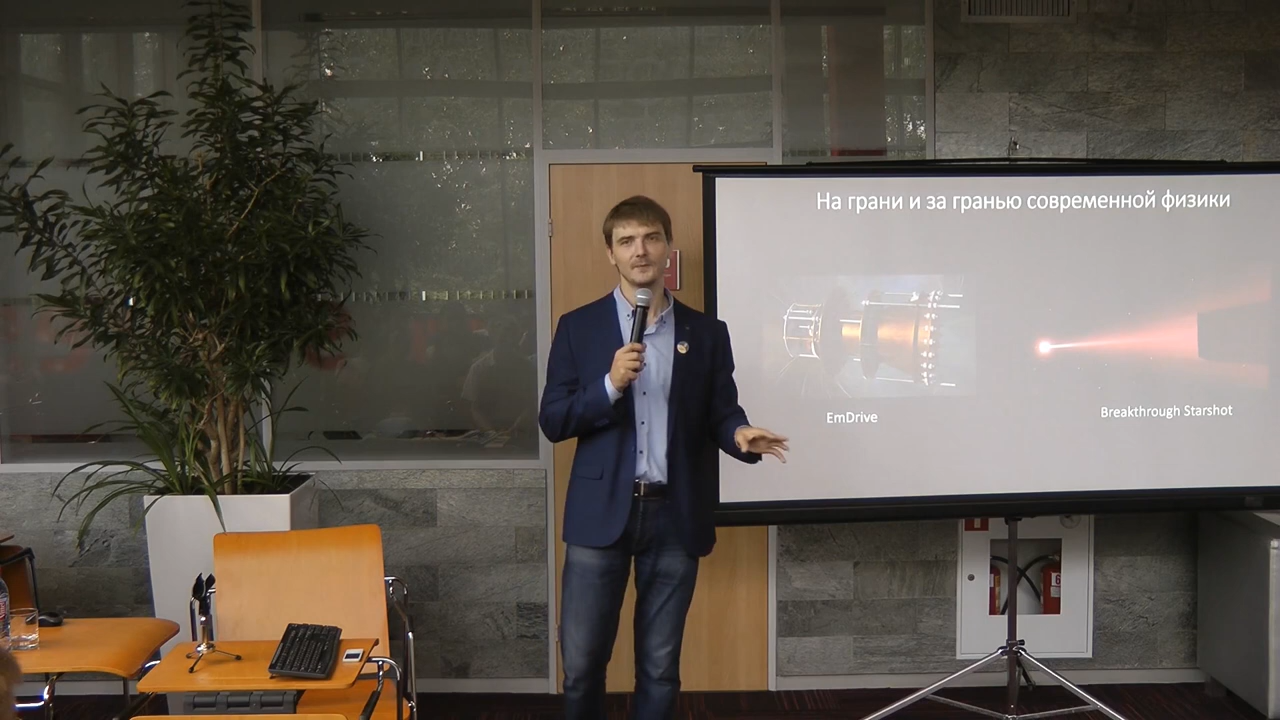 На грани и за гранью современной физики
EmDrive
Breakthrough Starshot